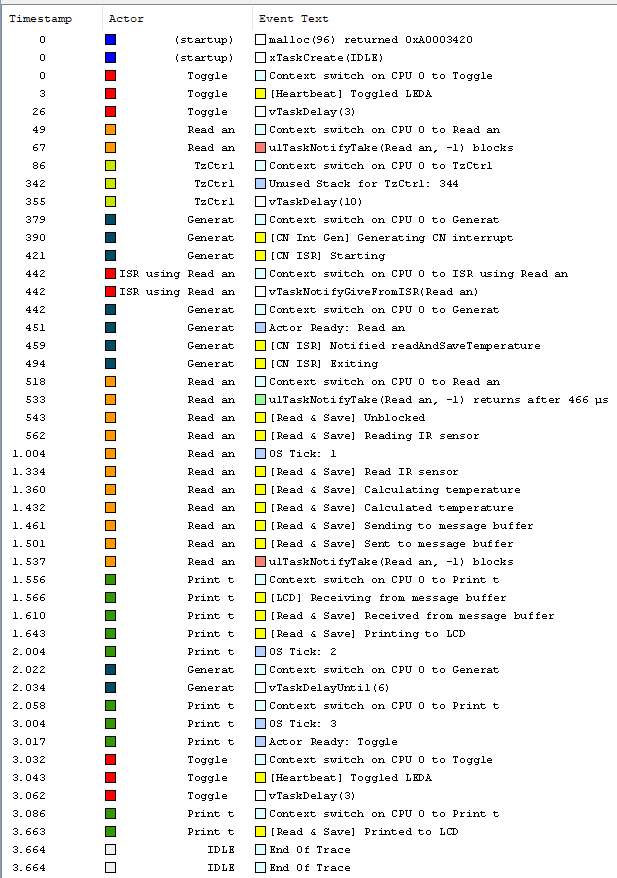 Timestamp Actor Event Text
0 (startup) malloc(96) returned 0xA0003420
0 (startup) xTaskCreate(IDLE)
0 Toggle Context switch on CPU 0 to Toggle
3 Toggle [Heartbeat] Toggled LEDA
26 Toggle vTaskDelay(3)
49 Read an Context switch on CPU 0 to Read an
67 Read an ulTaskNotifyTake(Read an, -1) blocks
86 TzCtrl Context switch on CPU 0 to TzCtrl
342 TzCtrl Unused Stack for TzCtrl: 344
355 TzCtrl vTaskDelay(10)
379 Generat Context switch on CPU 0 to Generat
390 Generat [CN Int Gen] Generating CN interrupt
421 Generat [CN ISR] Starting
442 ISR using Read an Context switch on CPU 0 to ISR using Read an
442 ISR using Read an vTaskNotifyGiveFromISR(Read an)
442 Generat Context switch on CPU 0 to Generat
451 Generat Actor Ready: Read an
459 Generat [CN ISR] Notified readAndSaveTemperature
494 Generat [CN ISR] Exiting
518 Read an Context switch on CPU 0 to Read an
533 Read an ulTaskNotifyTake(Read an, -1) returns after 466 µs
543 Read an [Read & Save] Unblocked
562 Read an [Read & Save] Reading IR sensor
1.004 Read an OS Tick: 1
1.334 Read an [Read & Save] Read IR sensor
1.360 Read an [Read & Save] Calculating temperature
1.432 Read an [Read & Save] Calculated temperature
1.461 Read an [Read & Save] Sending to message buffer
1.501 Read an [Read & Save] Sent to message buffer
1.537 Read an ulTaskNotifyTake(Read an, -1) blocks
1.556 Print t Context switch on CPU 0 to Print t
1.566 Print t [LCD] Receiving from message buffer
1.610 Print t [Read & Save] Received from message buffer
1.643 Print t [Read & Save] Printing to LCD
2.004 Print t OS Tick: 2
2.022 Generat Context switch on CPU 0 to Generat
2.034 Generat vTaskDelayUntil(6)
2.058 Print t Context switch on CPU 0 to Print t
3.004 Print t OS Tick: 3
3.017 Print t Actor Ready: Toggle
3.032 Toggle Context switch on CPU 0 to Toggle
3.043 Toggle [Heartbeat] Toggled LEDA
3.062 Toggle vTaskDelay(3)
3.086 Print t Context switch on CPU 0 to Print t
3.663 Print t [Read & Save] Printed to LCD
3.664 IDLE End Of Trace
3.664 IDLE End Of Trace